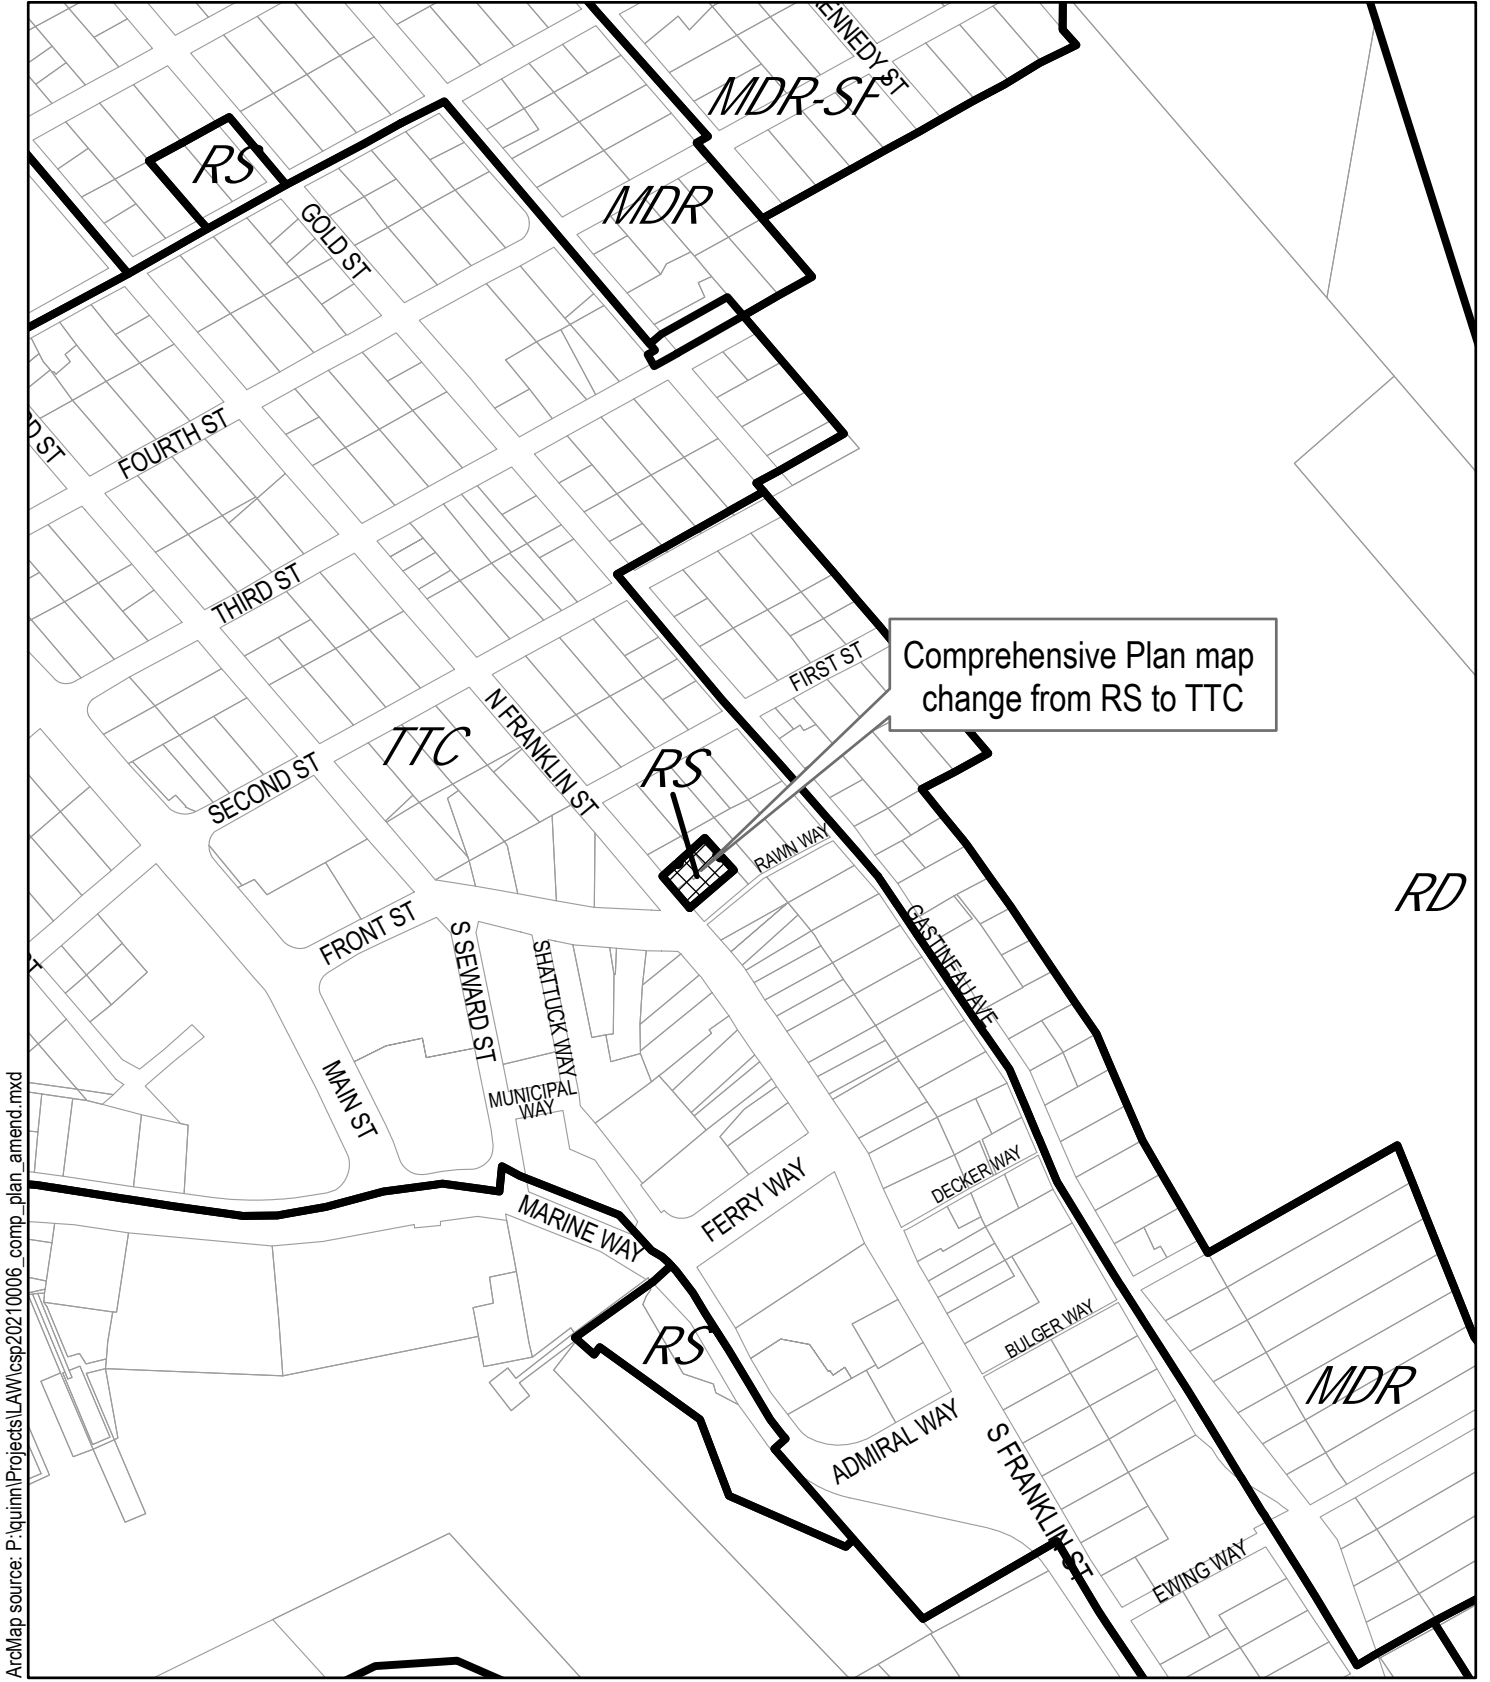 KENNEDY ST
MDR-SF
RS
MDR
GOLD ST
FOURTH ST
THIRD ST
FIRST ST
Comprehensive Plan map
change from RS to TTC
N FRANKLIN ST
TTC
RS
SECOND ST
RAWN WAY
RD
FRONT ST
S SEWARD ST
SHATTUCK WAY
GASTINEAU AVE
MAIN ST
MUNICIPAL
WAY
DECKER WAY
FERRY WAY
MARINE WAY
BULGER WAY
RS
MDR
ADMIRAL WAY
S FRANKLIN ST
EWING WAY
ArcMap source: P:\quinn\Projects\LAW\csp20210006_comp_plan_amend.mxd